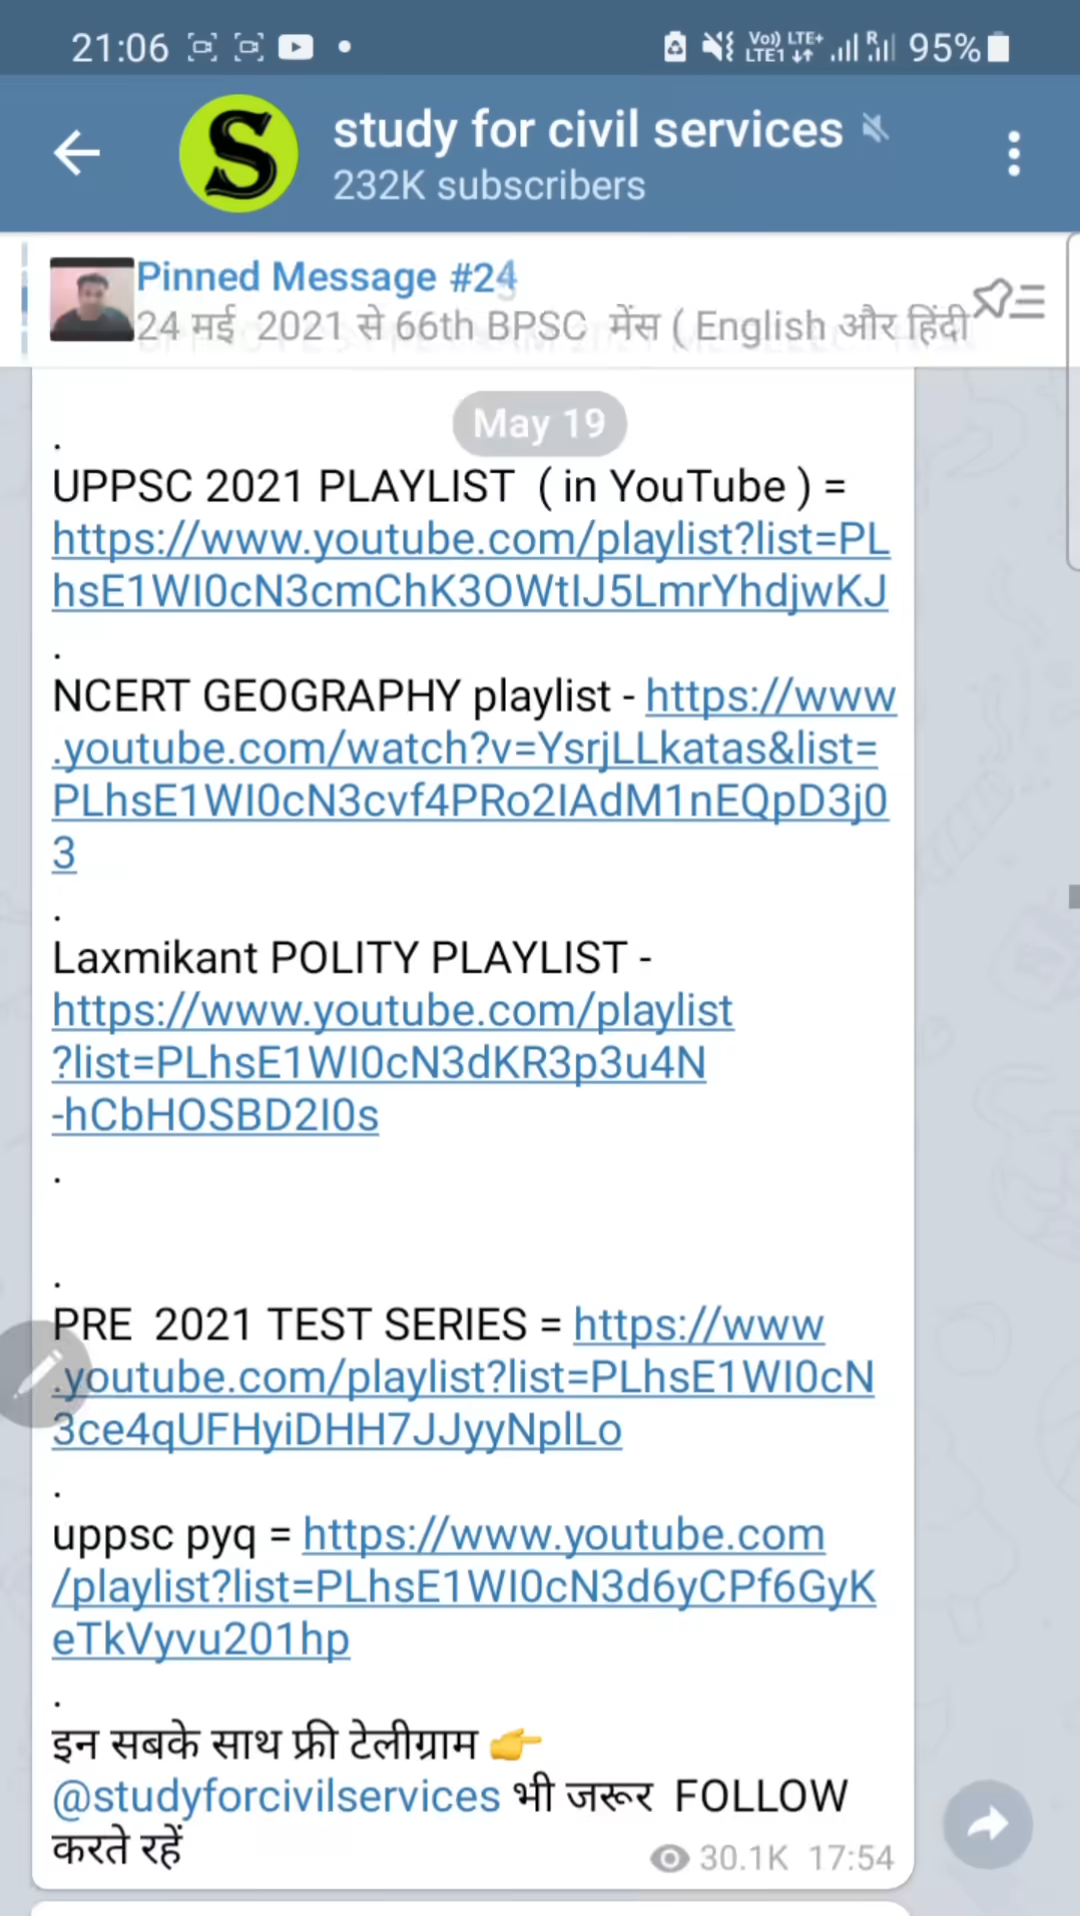 21:06 Vo)) LTE+ LTE1 R 95%
study for civil services
232K subscribers
Pinned Message #24
24 मई 2021 से 66th BPSC मेंस ( English और हिंदी
May 19
.
UPPSC 2021 PLAYLIST ( in YouTube ) =
https://www.youtube.com/playlist?list=PL
hsE1WI0cN3cmChK3OWtIJ5LmrYhdjwKJ
.
NCERT GEOGRAPHY playlist - https://www
.youtube.com/watch?v=YsrjLLkatas&list=
PLhsE1WI0cN3cvf4PRo2IAdM1nEQpD3j0
3
.
Laxmikant POLITY PLAYLIST -
https://www.youtube.com/playlist
?list=PLhsE1WI0cN3dKR3p3u4N
-hCbHOSBD2I0s
.
.
PRE 2021 TEST SERIES = https://www
.youtube.com/playlist?list=PLhsE1WI0cN
3ce4qUFHyiDHH7JJyyNplLo
.
uppsc pyq = https://www.youtube.com
/playlist?list=PLhsE1WI0cN3d6yCPf6GyK
eTkVyvu201hp
.
इन सबके साथ फ्री टेलीग्राम 👉
@studyforcivilservices भी जरूर FOLLOW
करते रहें
30.1K 17:54